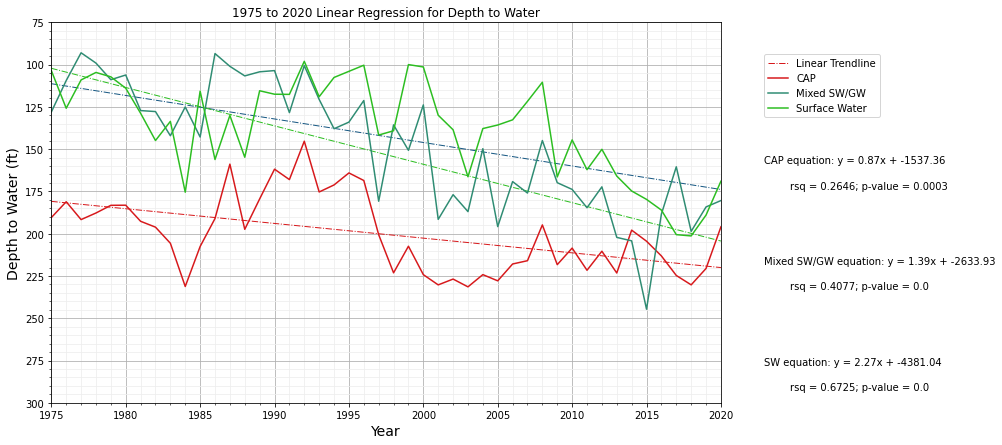 1975 to 2020 Linear Regression for Depth to Water
Depth to Water (ft)
75
100
125
150
175
200
225
250
275
300
1975
1980
1985
1990
1995
2000
2005
2010
2015
2020
Year
Linear Trendline
CAP
Mixed SW/GW
Surface Water
CAP equation: y = 0.87x + -1537.36
rsq = 0.2646; p-value = 0.0003
Mixed SW/GW equation: y = 1.39x + -2633.93
rsq = 0.4077; p-value = 0.0
SW equation: y = 2.27x + -4381.04
rsq = 0.6725; p-value = 0.0